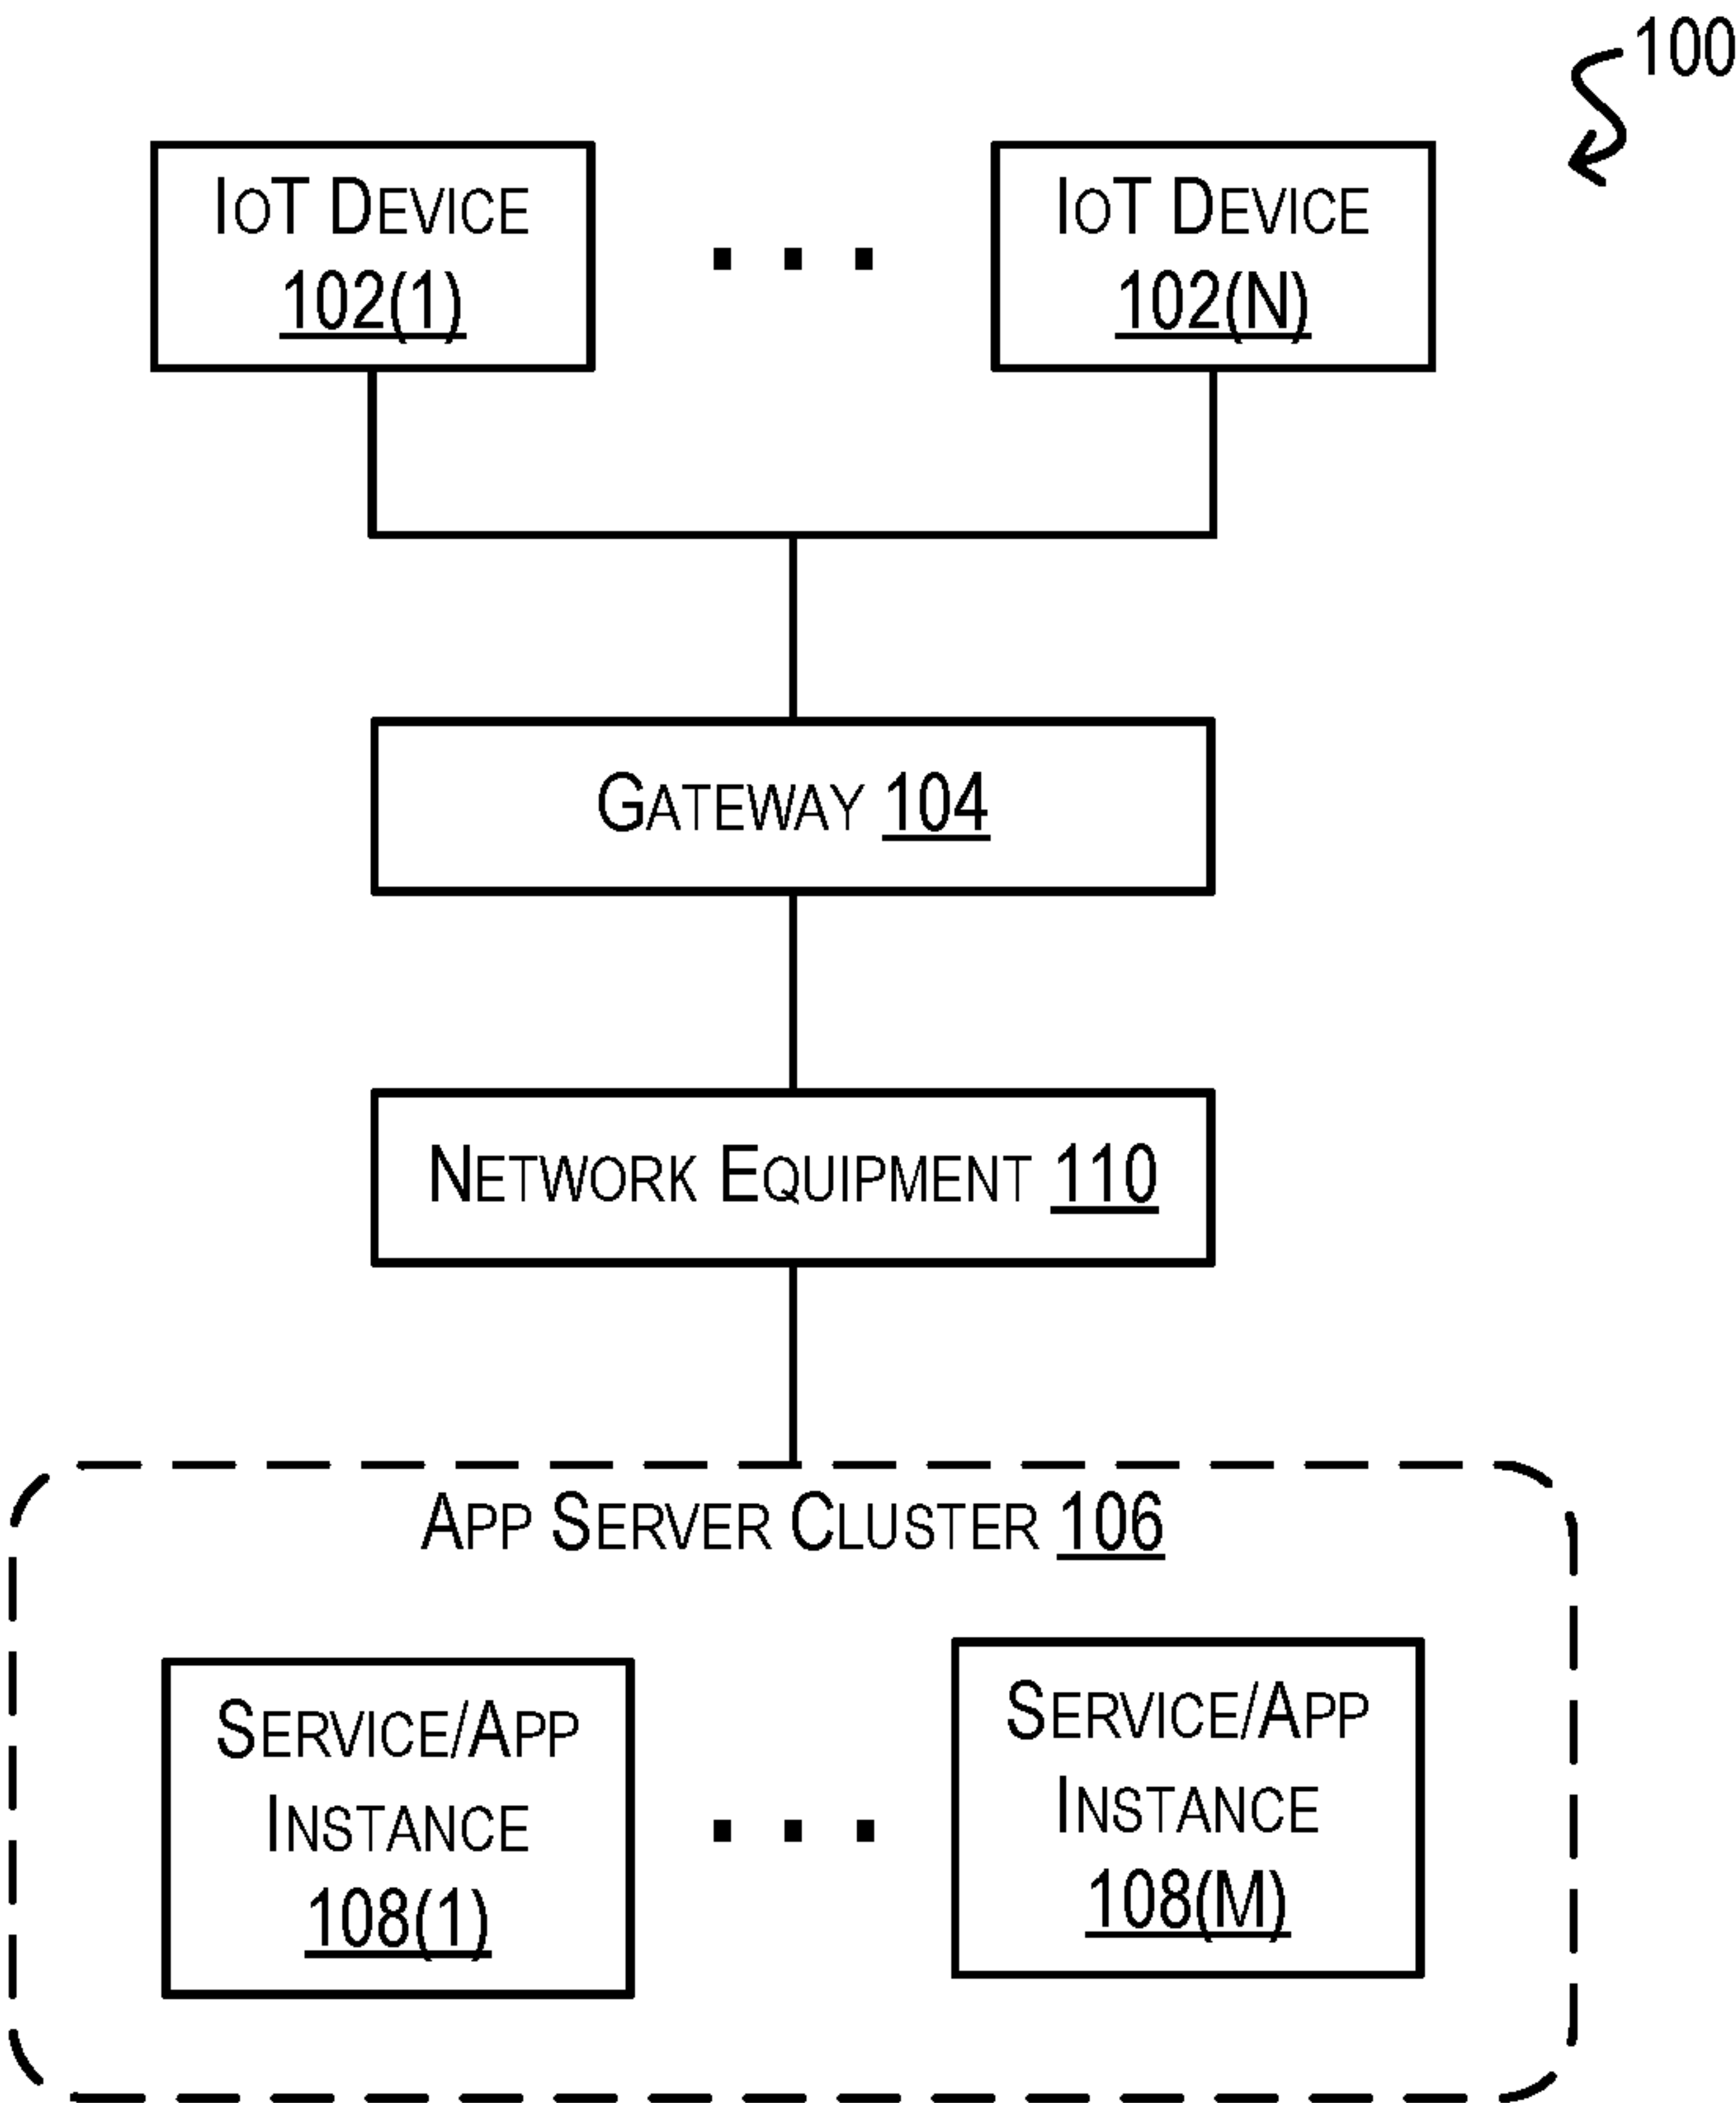 100
IoT Device
102(1)
IoT Device
102(N)
Gateway 104
Network Equipment 110
App Server Cluster 106
Service/App
Instance
108(1)
Service/App
Instance
108(M)